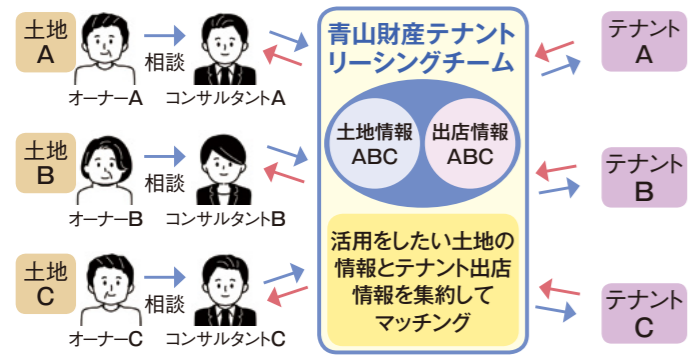 土地
A
オーナーA
相談
コンサルタントA
土地
B
オーナーB
相談
コンサルタントB
土地
C
オーナーC
相談
コンサルタントC
青山財産テナント
リーシングチーム
土地情報
ABC
出店情報
ABC
活用をしたい土地の
情報とテナント出店
情報を集約して
マッチング
テナント
A
テナント
B
テナント
C